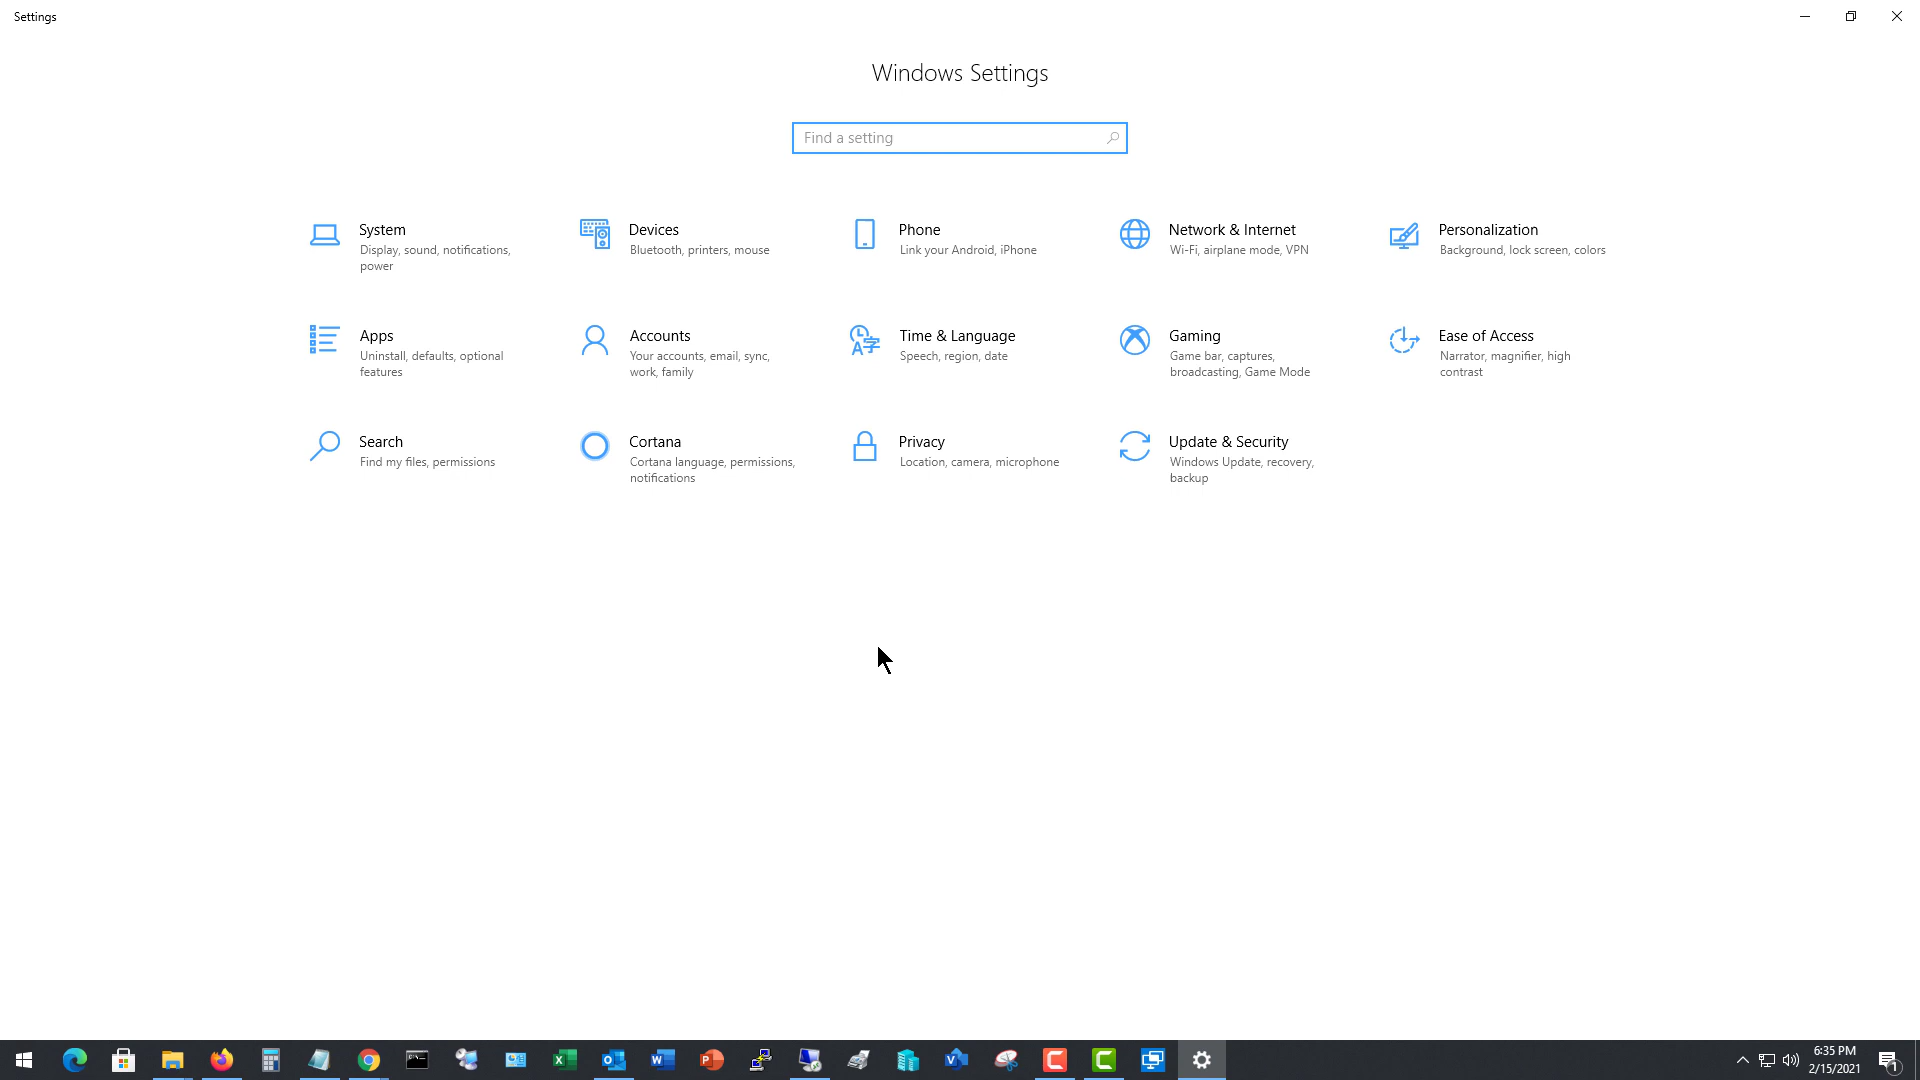 Settings
Windows Settings
Find a setting
System
Display, sound, notifications,
power
Devices
Bluetooth, printers, mouse
Phone
Link your Android, iPhone
Network & Internet
Wi-Fi, airplane mode, VPN
Personalization
Background, lock screen, colors
Apps
Uninstall, defaults, optional
features
Accounts
Your accounts, email, sync,
work, family
Time & Language
Speech, region, date
Gaming
Game bar, captures,
broadcasting, Game Mode
Ease of Access
Narrator, magnifier, high
contrast
Search
Find my files, permissions
Cortana
Cortana language, permissions,
notifications
Privacy
Location, camera, microphone
Update & Security
Windows Update, recovery,
backup
6:35 PM
2/15/2021
1